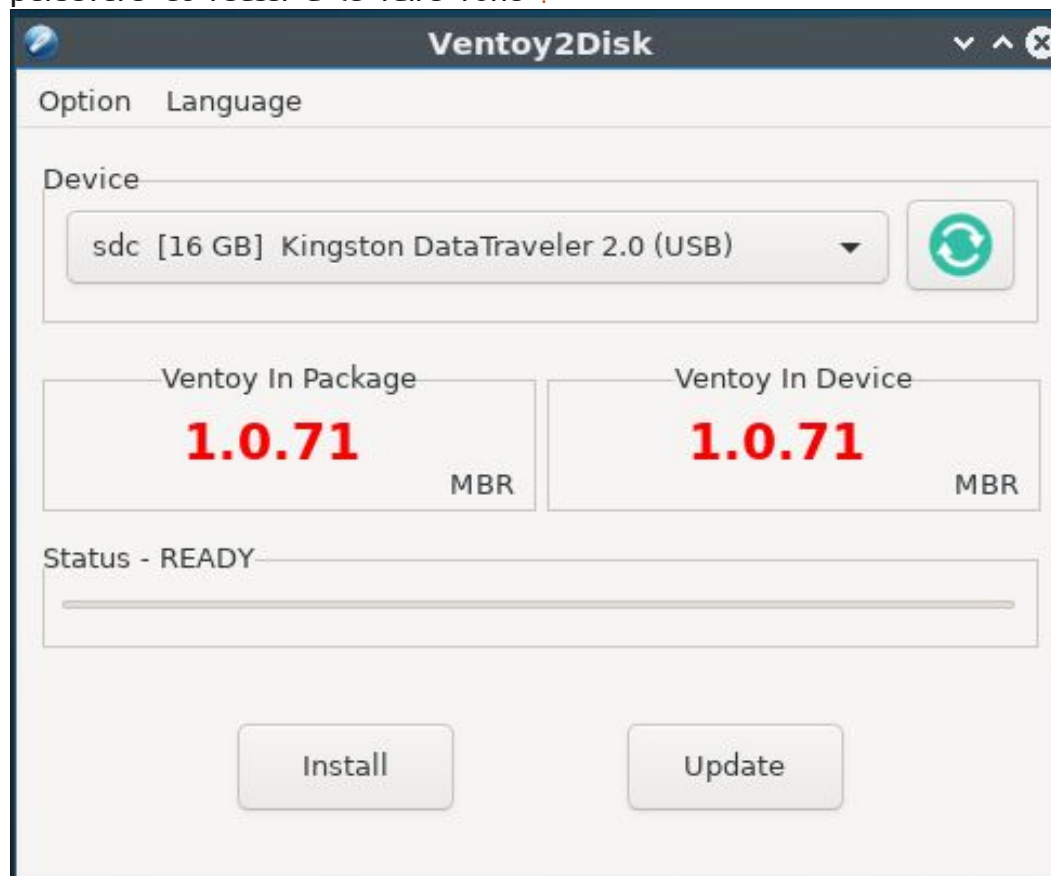 Ventoy2Disk
Option Language
Device
sdc [16 GB] Kingston DataTraveler 2.0 (USB)
Ventoy In Package
1.0.71
MBR
Ventoy In Device
1.0.71
MBR
Status - READY
Install Update